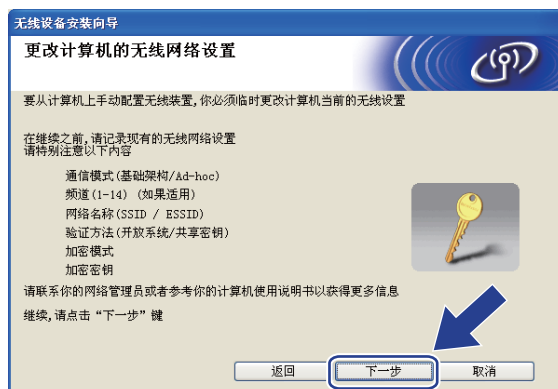 无线设备安装向导
更改计算机的无线网络设置
要从计算机上手动配置无线装置,你必须临时更改计算机当前的无线设置
在继续之前,请记录现有的无线网络设置
请特别注意以下内容
通信模式(基础架构/Ad-hoc)
频道(1-14) (如果适用)
网络名称(SSID / ESSID)
验证方法(开放系统/共享密钥)
加密模式
加密密钥
请联系你的网络管理员或者参考你的计算机使用说明书以获得更多信息
继续,请点击“下一步”键
返回 下一步 取消